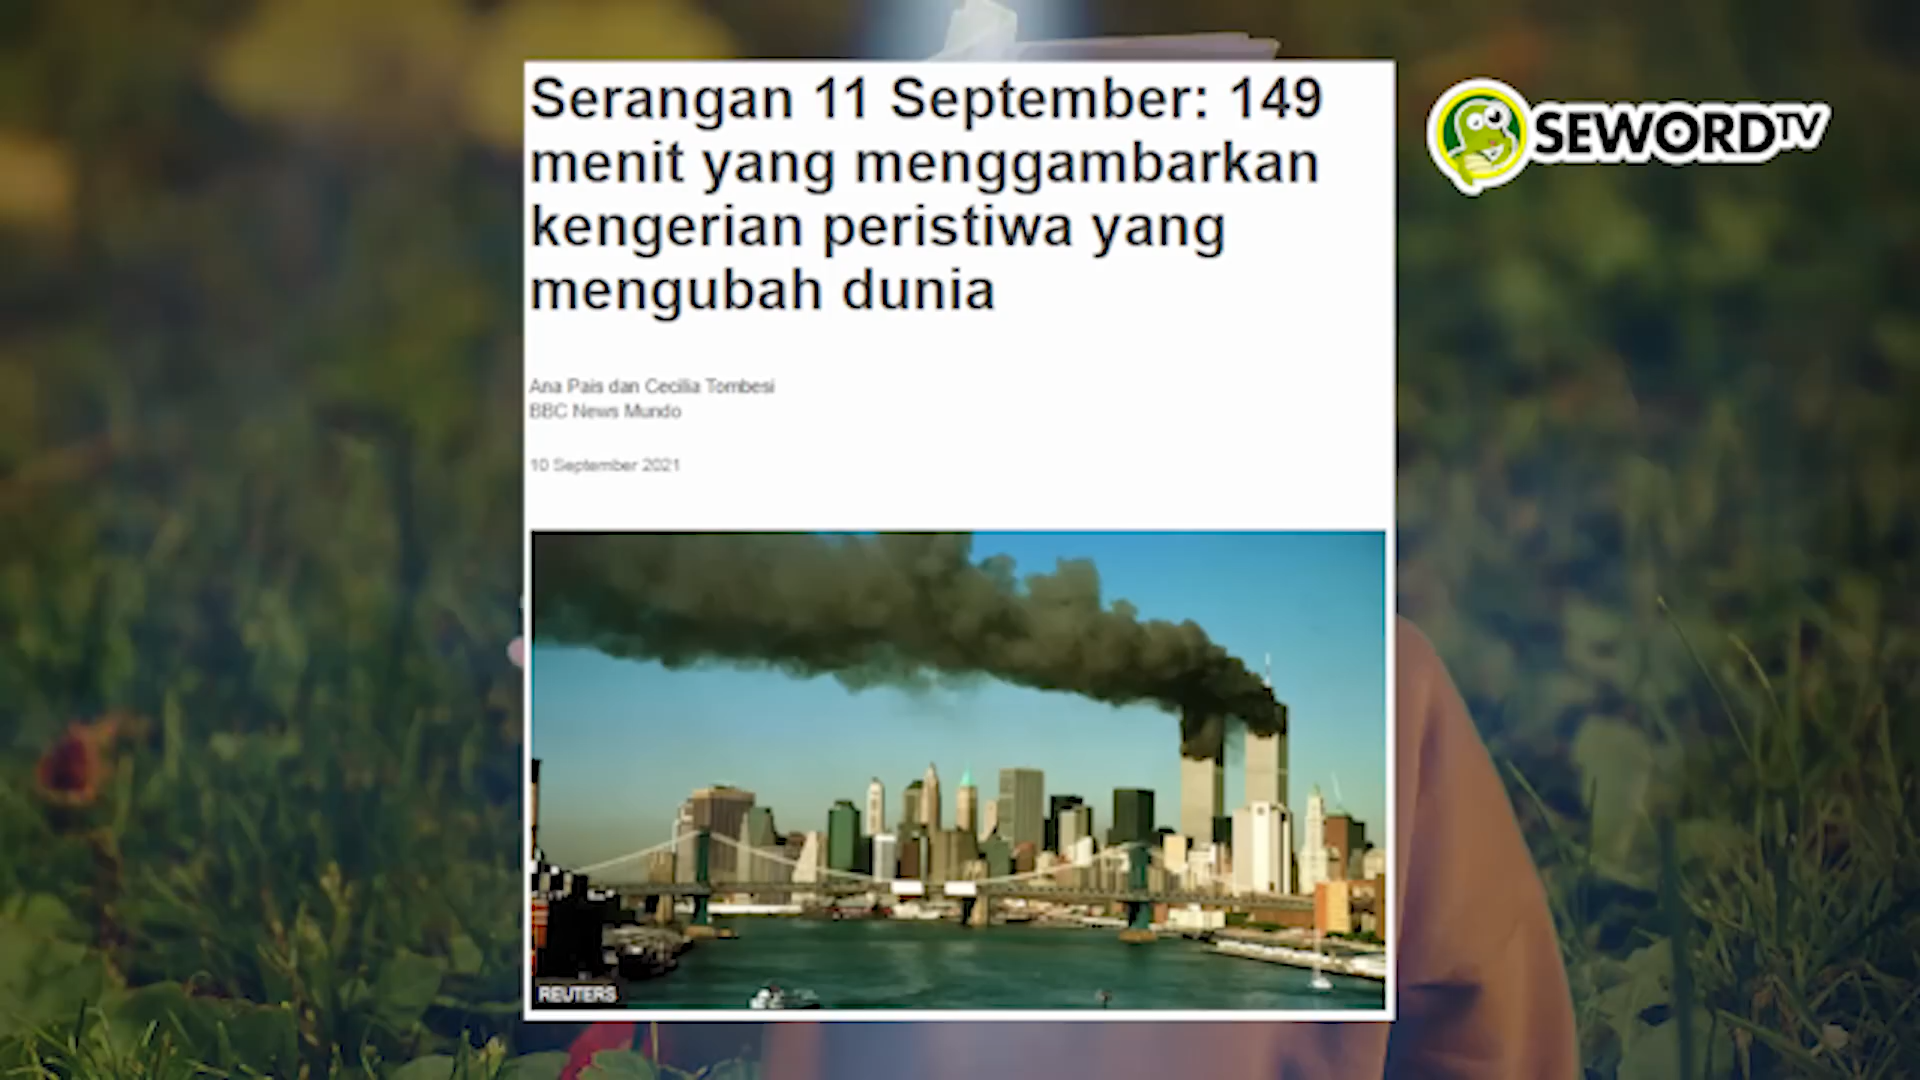 Serangan 11 September: 149
menit yang menggambarkan
kengerian peristiwa yang
mengubah dunia
SEWORDTV
Ana Pais dan Cecilia Tombesi
BBC News Mundo
10 September 2021
REUTERS